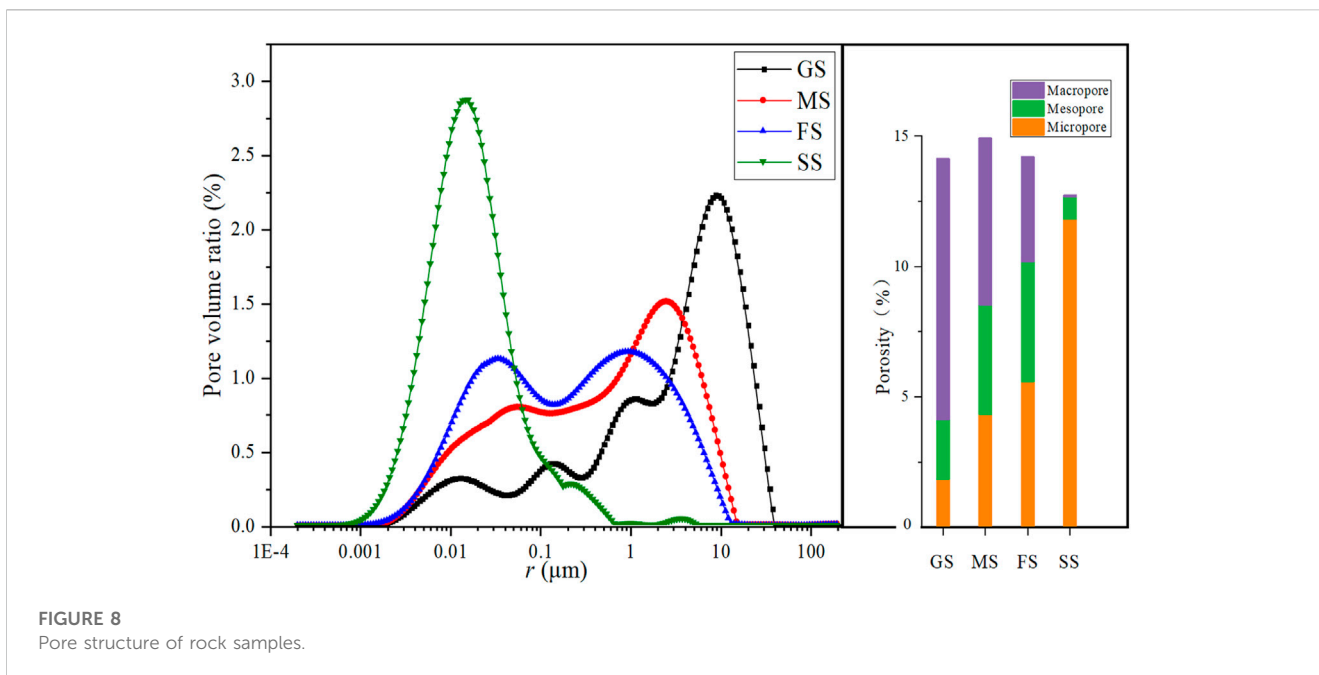 3.0
2.5
2.0
1.5
1.0
0.5
0.0
Pore volume ratio (%)
1E-4
0.001
0.01
0.1
1
10
100
r (μm)
GS
MS
FS
SS
Macropore
Mesopore
Micropore
15
10
5
0
Porosity (%)
GS
MS
FS
SS
FIGURE 8
Pore structure of rock samples.